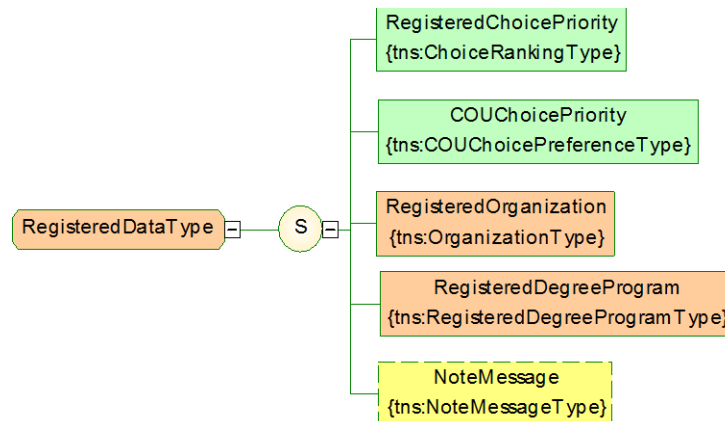 RegisteredChoicePriority
{tns:ChoiceRankingType}
COUChoicePriority
{tns:COUChoicePreferenceType}
RegisteredDataType
S
RegisteredOrganization
{tns:OrganizationType}
RegisteredDegreeProgram
{tns:RegisteredDegreeProgramType}
NoteMessage
{tns:NoteMessageType}